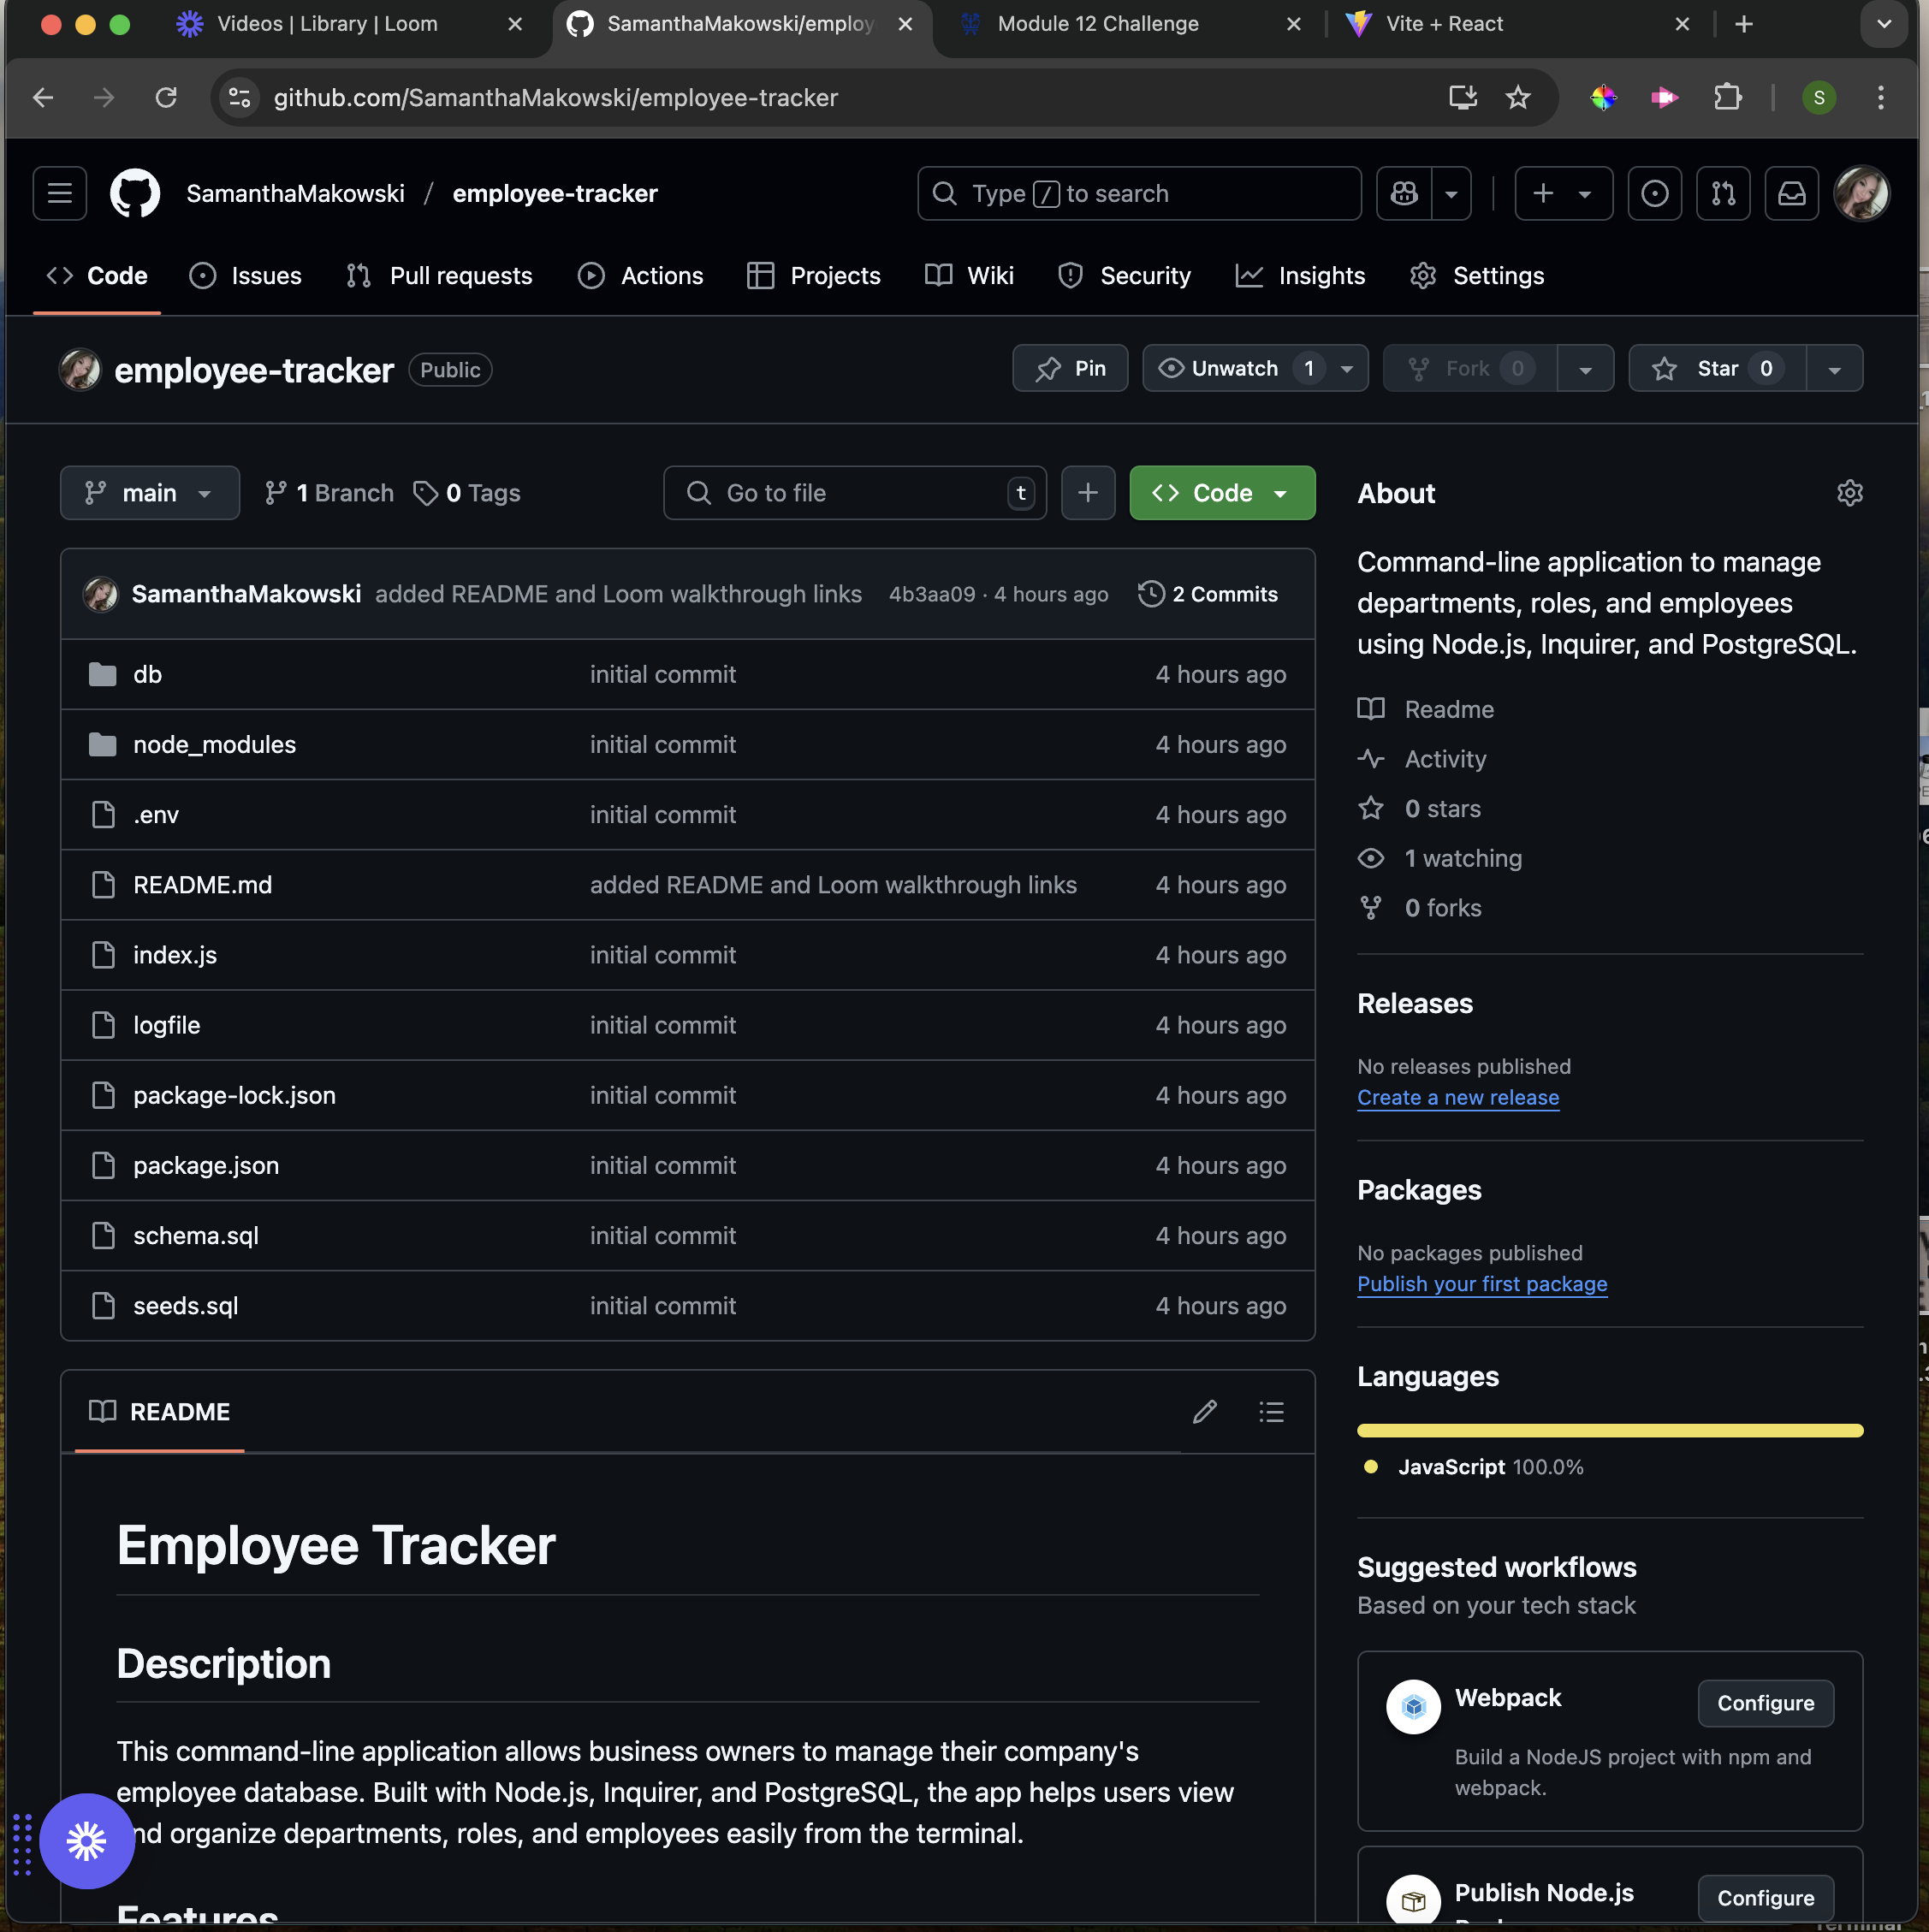 Videos | Library | Loom
SamanthaMakowski/employ
Module 12 Challenge
Vite + React
github.com/SamanthaMakowski/employee-tracker
S
SamanthaMakowski / employee-tracker
Type / to search
Code
Issues
Pull requests
Actions
Projects
Wiki
Security
Insights
Settings
employee-tracker Public
Pin
Unwatch 1
Fork 0
Star 0
main
1 Branch
0 Tags
Go to file t
Code
SamanthaMakowski added README and Loom walkthrough links 4b3aa09 · 4 hours ago 2 Commits
db initial commit 4 hours ago
node_modules initial commit 4 hours ago
.env initial commit 4 hours ago
README.md added README and Loom walkthrough links 4 hours ago
index.js initial commit 4 hours ago
logfile initial commit 4 hours ago
package-lock.json initial commit 4 hours ago
package.json initial commit 4 hours ago
schema.sql initial commit 4 hours ago
seeds.sql initial commit 4 hours ago
README
Employee Tracker
Description
This command-line application allows business owners to manage their company's
employee database. Built with Node.js, Inquirer, and PostgreSQL, the app helps users view
nd organize departments, roles, and employees easily from the terminal.
Features
About
Command-line application to manage
departments, roles, and employees
using Node.js, Inquirer, and PostgreSQL.
Readme
Activity
0 stars
1 watching
0 forks
Releases
No releases published
Create a new release
Packages
No packages published
Publish your first package
Languages
JavaScript 100.0%
Suggested workflows
Based on your tech stack
Webpack
Configure
Build a NodeJS project with npm and
webpack.
Publish Node.js
Configure